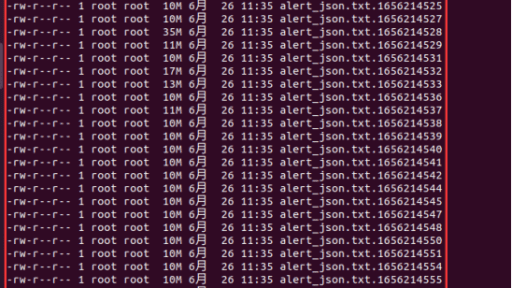 -rw-r--r-- 1 root root 10M 6月 26 11:35 alert_json.txt.1656214525
-rw-r--r-- 1 root root 10M 6月 26 11:35 alert_json.txt.1656214527
-rw-r--r-- 1 root root 35M 6月 26 11:35 alert_json.txt.1656214528
-rw-r--r-- 1 root root 11M 6月 26 11:35 alert_json.txt.1656214529
-rw-r--r-- 1 root root 10M 6月 26 11:35 alert_json.txt.1656214531
-rw-r--r-- 1 root root 17M 6月 26 11:35 alert_json.txt.1656214532
-rw-r--r-- 1 root root 13M 6月 26 11:35 alert_json.txt.1656214533
-rw-r--r-- 1 root root 10M 6月 26 11:35 alert_json.txt.1656214536
-rw-r--r-- 1 root root 11M 6月 26 11:35 alert_json.txt.1656214537
-rw-r--r-- 1 root root 10M 6月 26 11:35 alert_json.txt.1656214538
-rw-r--r-- 1 root root 10M 6月 26 11:35 alert_json.txt.1656214539
-rw-r--r-- 1 root root 10M 6月 26 11:35 alert_json.txt.1656214540
-rw-r--r-- 1 root root 10M 6月 26 11:35 alert_json.txt.1656214541
-rw-r--r-- 1 root root 10M 6月 26 11:35 alert_json.txt.1656214542
-rw-r--r-- 1 root root 10M 6月 26 11:35 alert_json.txt.1656214544
-rw-r--r-- 1 root root 10M 6月 26 11:35 alert_json.txt.1656214545
-rw-r--r-- 1 root root 10M 6月 26 11:35 alert_json.txt.1656214547
-rw-r--r-- 1 root root 10M 6月 26 11:35 alert_json.txt.1656214548
-rw-r--r-- 1 root root 10M 6月 26 11:35 alert_json.txt.1656214550
-rw-r--r-- 1 root root 10M 6月 26 11:35 alert_json.txt.1656214551
-rw-r--r-- 1 root root 10M 6月 26 11:35 alert_json.txt.1656214554
-rw-r--r-- 1 root root 10M 6月 26 11:35 alert_json.txt.1656214555